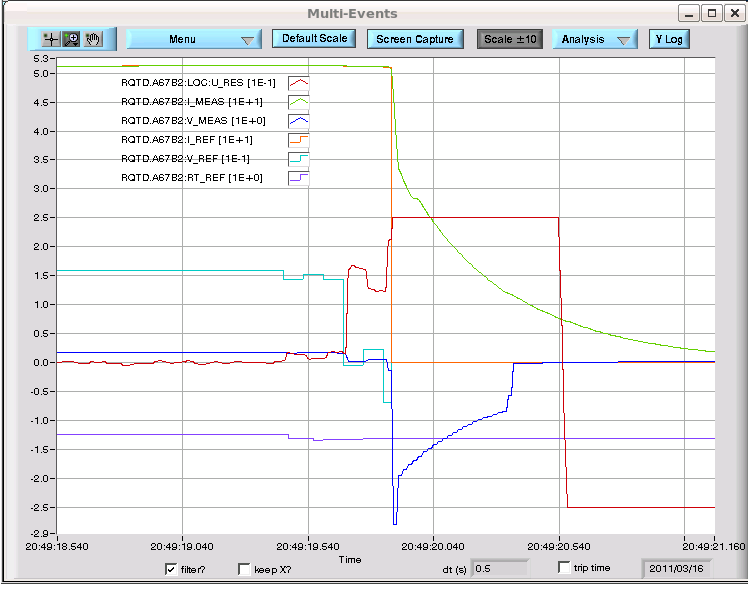 Multi-Events
Menu
Default Scale
Screen Capture
Scale ±10
Analysis
Y Log
5.3
5.0
4.5
4.0
3.5
3.0
2.5
2.0
1.5
1.0
0.5
0.0
-0.5
-1.0
-1.5
-2.0
-2.5
-2.9
RQTD.A67B2:LOC:U_RES [1E-1]
RQTD.A67B2:I_MEAS [1E+1]
RQTD.A67B2:V_MEAS [1E+0]
RQTD.A67B2:I_REF [1E+1]
RQTD.A67B2:V_REF [1E-1]
RQTD.A67B2:RT_REF [1E+0]
20:49:18.540 20:49:19.040 20:49:19.540 20:49:20.040 20:49:20.540 20:49:21.160
Time
filter? keep X? dt (s) 0.5 trip time 2011/03/16